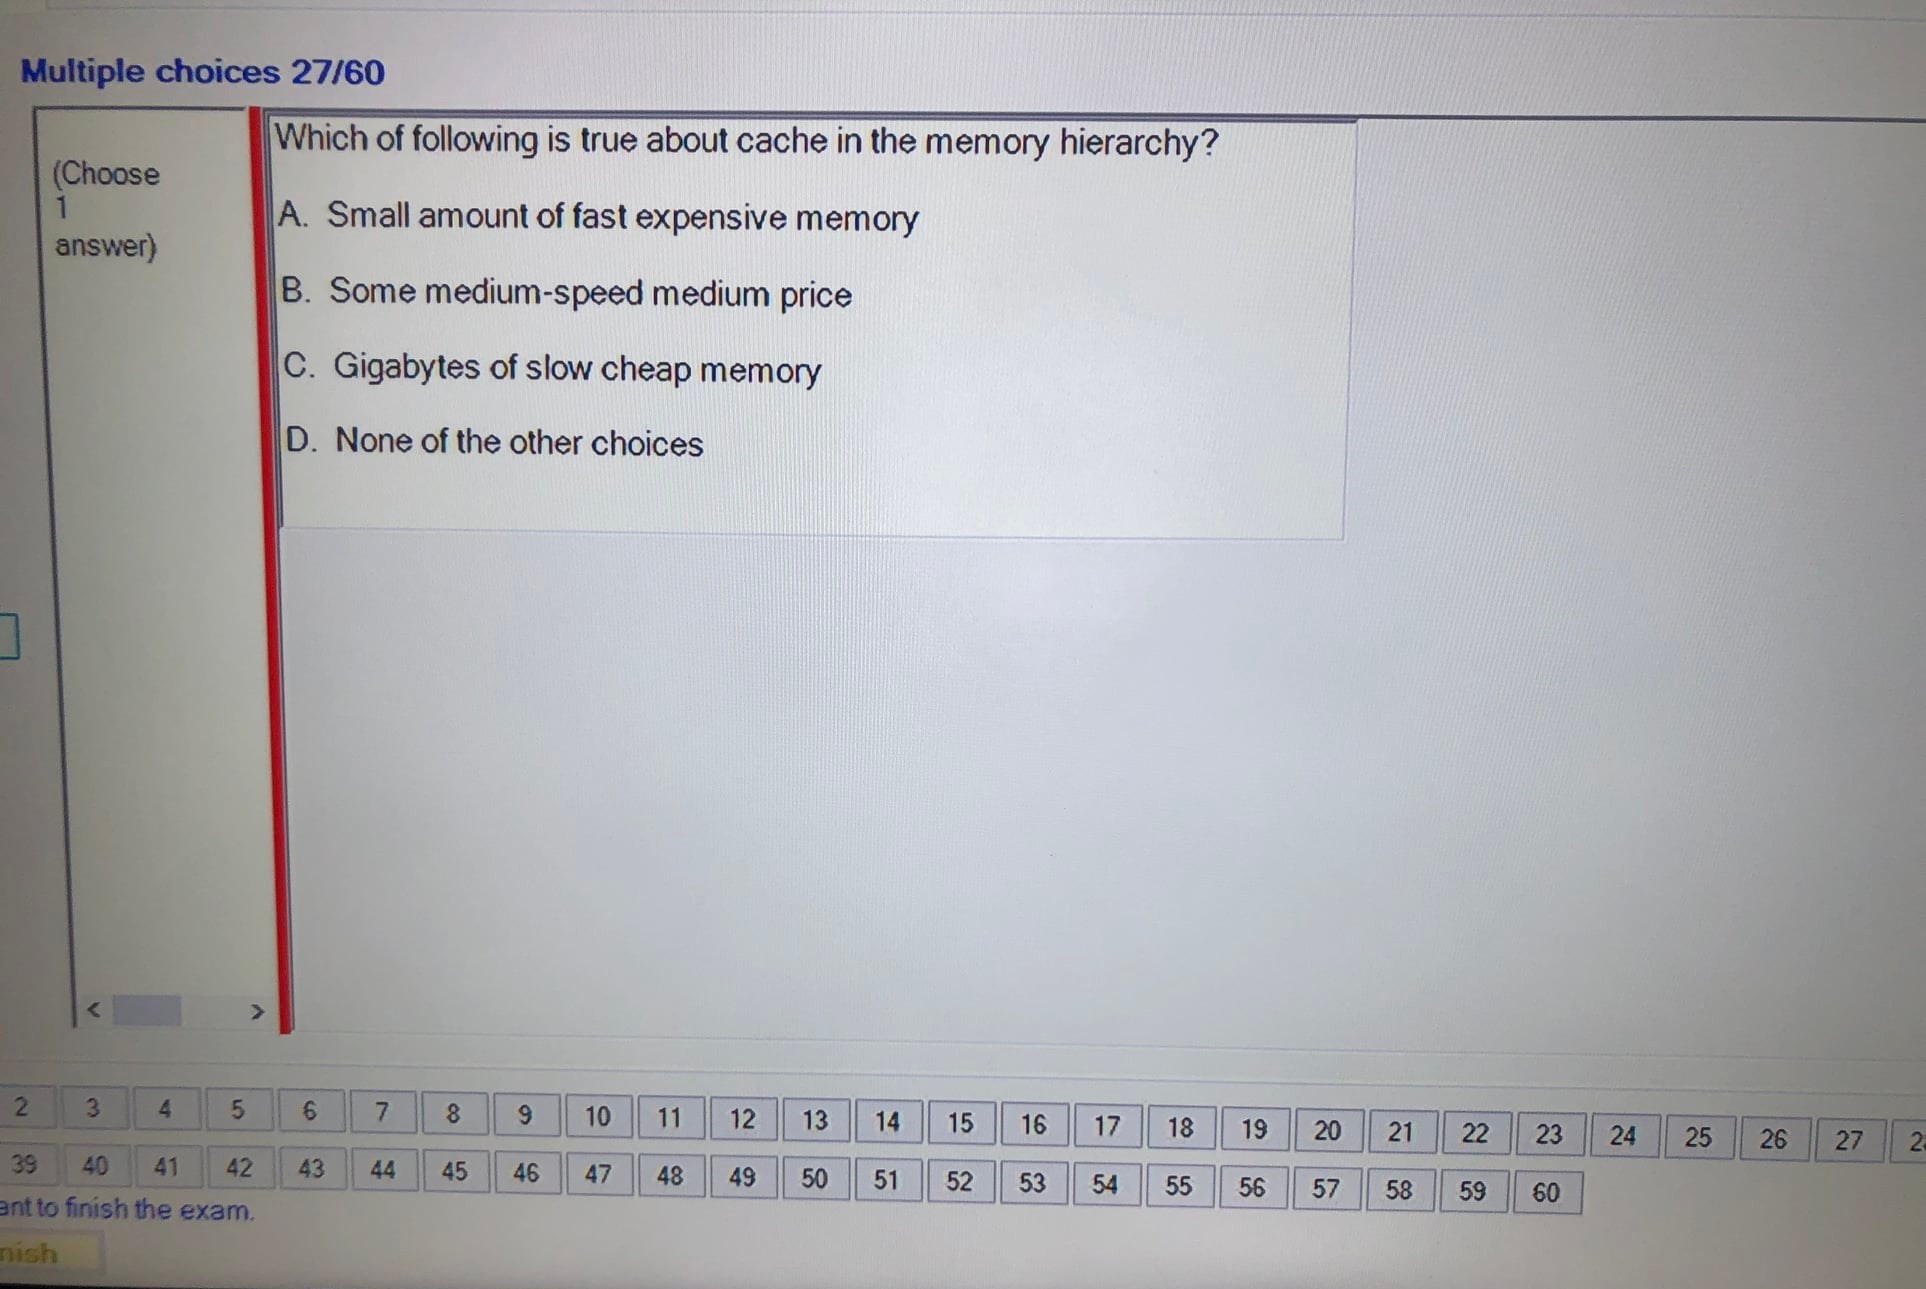 Multiple choices 27/60
(Choose
1
answer)
Which of following is true about cache in the memory hierarchy?
A. Small amount of fast expensive memory
B. Some medium-speed medium price
C. Gigabytes of slow cheap memory
D. None of the other choices
< >
2 3 4 5 6 7 8 9 10 11 12 13 14 15 16 17 18 19 20 21 22 23 24 25 26 27
39 40 41 42 43 44 45 46 47 48 49 50 51 52 53 54 55 56 57 58 59 60
to finish the exam.